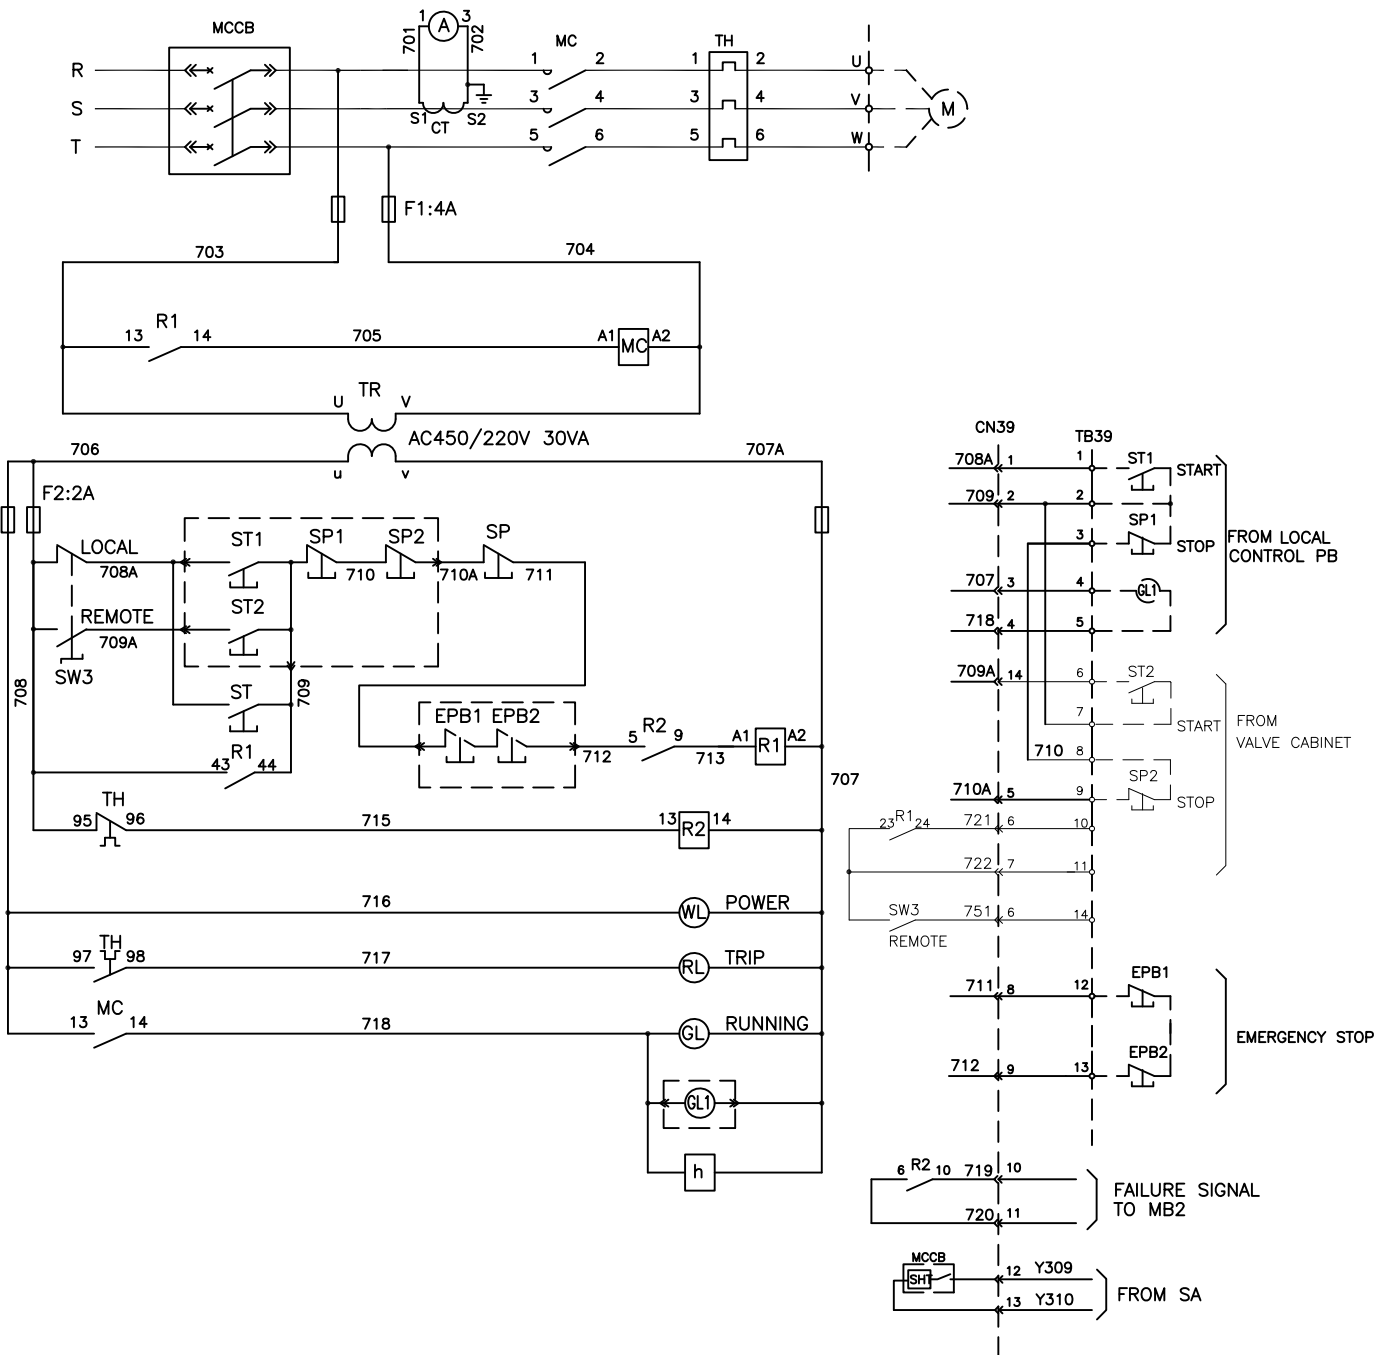 MCCB
1 A 3
701 702
MC
TH
R
S
T
1 2
3 4
5 6
1 2
3 4
5 6
S1 CT S2
U
V
W
M
F1:4A
703
704
13 R1 14
705
A1 MC A2
TR
U V
AC450/220V 30VA
u v
706
707A
F2:2A
LOCAL
708A
REMOTE
709A
SW3
708
ST1
SP1
SP2
SP
710
710A
711
ST2
ST
709
43 R1 44
EPB1 EPB2
712
5 R2 9
713
A1 R1 A2
707
95 TH 96
715
13 R2 14
716
WL POWER
97 TH 98
717
RL TRIP
13 MC 14
718
GL RUNNING
GL1
h
CN39
TB39
708A 1 1 ST1 START
709 2 2
3 SP1 STOP
707 3 4 GL1
718 4 5
FROM LOCAL
CONTROL PB
709A 14 6 ST2
7 START
710 8
710A 5 9 SP2 STOP
FROM
VALVE CABINET
23 R1 24 721 6 10
722 7 11
SW3 751 6 14
REMOTE
711 8 12 EPB1
712 9 13 EPB2
EMERGENCY STOP
6 R2 10 719 10
720 11
FAILURE SIGNAL
TO MB2
MCCB
SHT
12 Y309
13 Y310
FROM SA